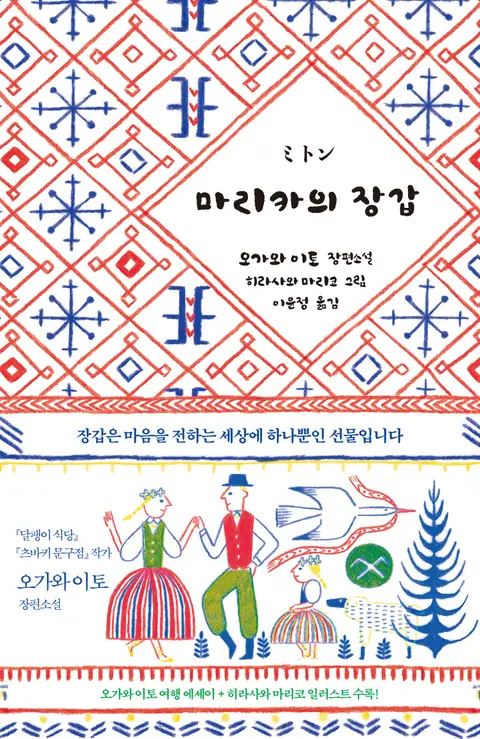 ミトン
마리카의 장갑
오가와 이토 장편소설
히라사와 마리코 그림
이윤정 옮김
장갑은 마음을 전하는 세상에 하나뿐인 선물입니다
『달팽이 식당』
『츠바키 문구점』 작가
오가와 이토
장편소설
오가와 이토 여행 에세이 + 히라사와 마리코 일러스트 수록!